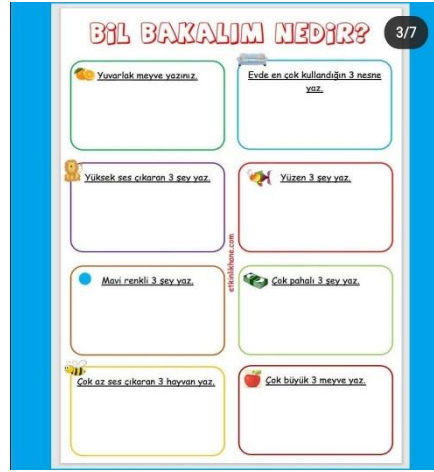 BİL BAKALIM NEDİR?
3/7
Yuvarlak meyve yazınız.
Evde en çok kullandığın 3 nesne
yaz.
Yüksek ses çıkaran 3 şey yaz.
Yüzen 3 şey yaz.
etkinlikhane.com
Mavi renkli 3 şey yaz.
Çok pahalı 3 şey yaz.
Çok az ses çıkaran 3 hayvan yaz.
Çok büyük 3 meyve yaz.